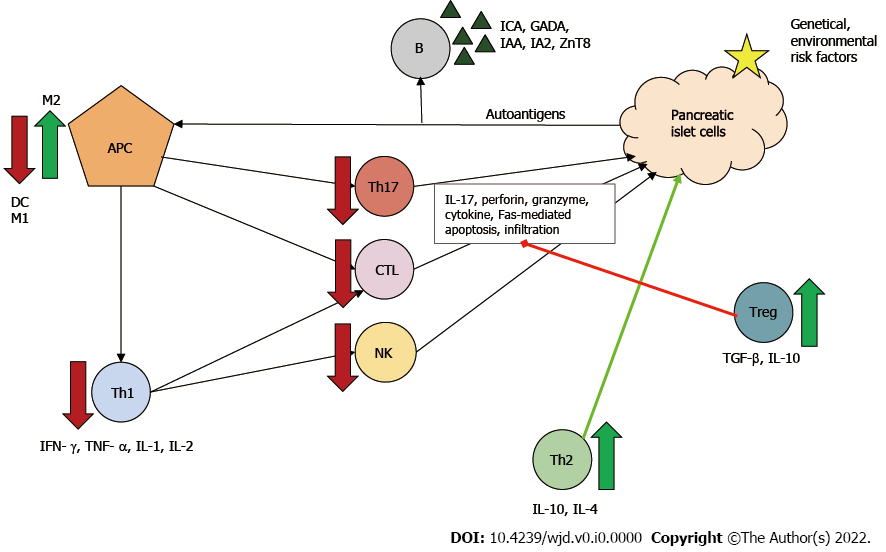 ICA, GADA,
IAA, IA2, ZnT8
B
Genetical,
environmental
risk factors
M2
Autoantigens
Pancreatic
islet cells
APC
DC
M1
Th17
IL-17, perforin, granzyme,
cytokine, Fas-mediated
apoptosis, infiltration
CTL
Treg
TGF-β, IL-10
NK
Th1
IFN- γ, TNF- α, IL-1, IL-2
Th2
IL-10, IL-4
DOI: 10.4239/wjd.v0.i0.0000 Copyright ©The Author(s) 2022.